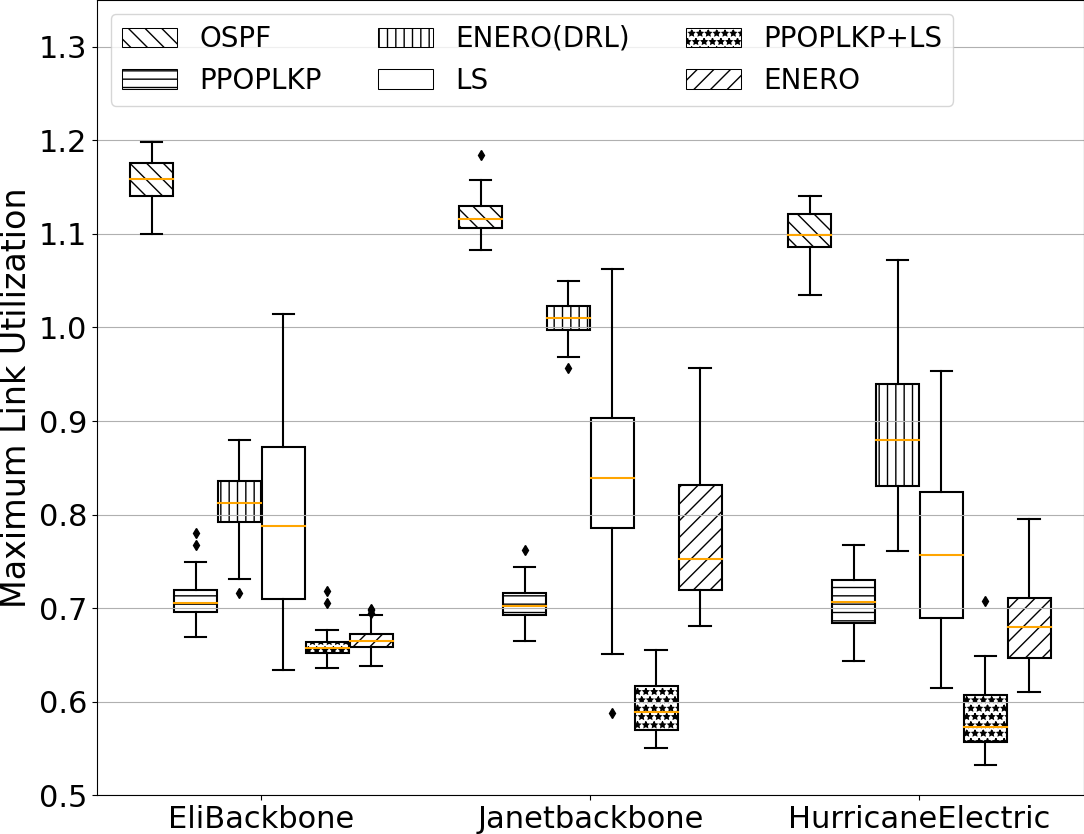 Maximum Link Utilization
1.3
1.2
1.1
1.0
0.9
0.8
0.7
0.6
0.5
OSPF
PPOPLKP
ENERO(DRL)
LS
PPOPLKP+LS
ENERO
EliBackbone
Janetbackbone
HurricaneElectric